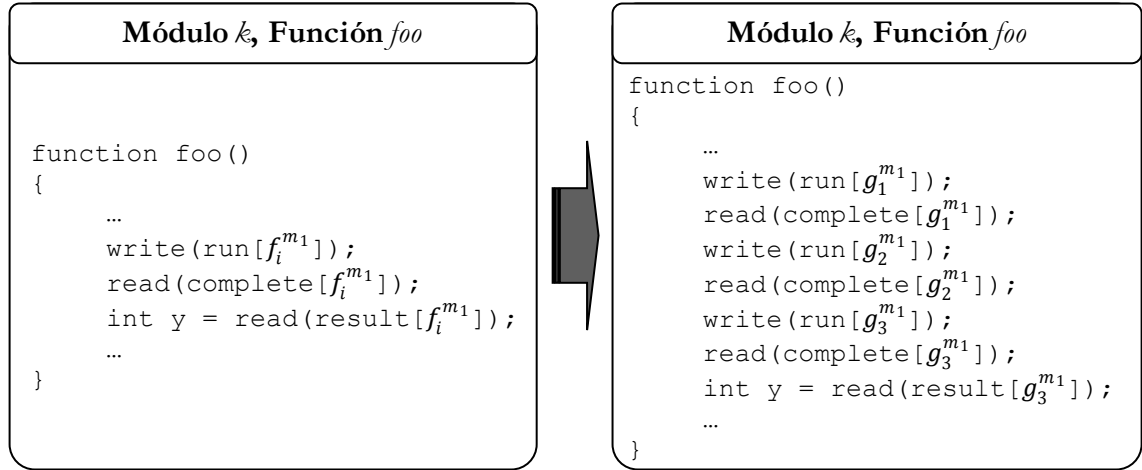 Módulo k, Función foo
function foo()
{
…
write(run[f_i^{m_1}]);
read(complete[f_i^{m_1}]);
int y = read(result[f_i^{m_1}]);
…
}
Módulo k, Función foo
function foo()
{
…
write(run[g_1^{m_1}]);
read(complete[g_1^{m_1}]);
write(run[g_2^{m_1}]);
read(complete[g_2^{m_1}]);
write(run[g_3^{m_1}]);
read(complete[g_3^{m_1}]);
int y = read(result[g_3^{m_1}]);
…
}